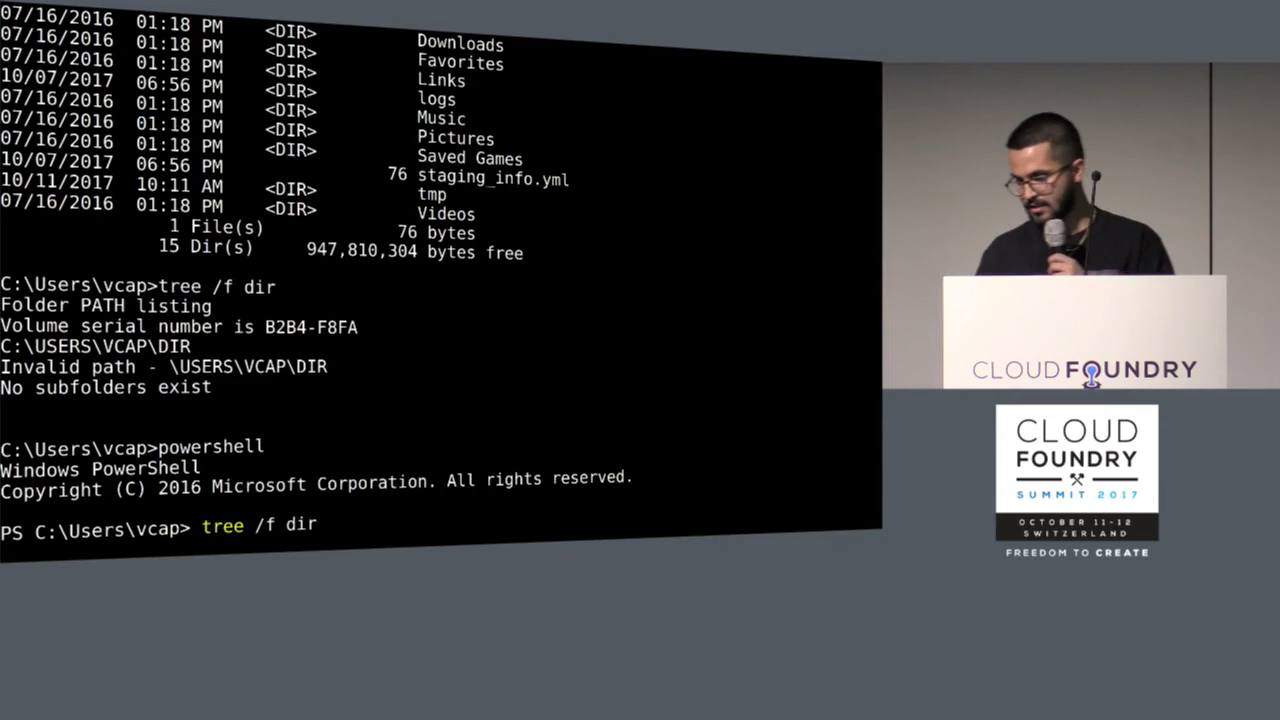 07/16/2016 01:18 PM <DIR> Downloads
07/16/2016 01:18 PM <DIR> Favorites
07/16/2016 01:18 PM <DIR> Links
10/07/2017 06:56 PM <DIR> logs
07/16/2016 01:18 PM <DIR> Music
07/16/2016 01:18 PM <DIR> Pictures
07/16/2016 01:18 PM <DIR> Saved Games
10/07/2017 06:56 PM 76 staging_info.yml
10/11/2017 10:11 AM <DIR> tmp
07/16/2016 01:18 PM <DIR> Videos
1 File(s) 76 bytes
15 Dir(s) 947,810,304 bytes free
C:\Users\vcap>tree /f dir
Folder PATH listing
Volume serial number is B2B4-F8FA
C:\USERS\VCAP\DIR
Invalid path - \USERS\VCAP\DIR
No subfolders exist
C:\Users\vcap>powershell
Windows PowerShell
Copyright (C) 2016 Microsoft Corporation. All rights reserved.
PS C:\Users\vcap> tree /f dir
CLOUD FOUNDRY
CLOUD
FOUNDRY
SUMMIT 2017
OCTOBER 11-12
SWITZERLAND
FREEDOM TO CREATE